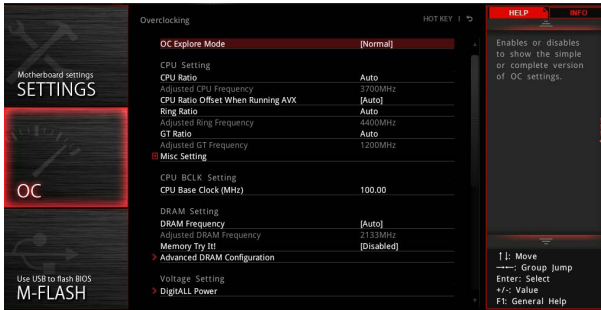 Overclocking
HOT KEY |
HELP
INFO
Motherboard settings
SETTINGS
OC
Use USB to flash BIOS
M-FLASH
OC Explore Mode [Normal]
CPU Setting
CPU Ratio Auto
Adjusted CPU Frequency 3700MHz
CPU Ratio Offset When Running AVX [Auto]
Ring Ratio Auto
Adjusted Ring Frequency 4400MHz
GT Ratio Auto
Adjusted GT Frequency 1200MHz
Misc Setting
CPU BCLK Setting
CPU Base Clock (MHz) 100.00
DRAM Setting
DRAM Frequency [Auto]
Adjusted DRAM Frequency 2133MHz
Memory Try It! [Disabled]
Advanced DRAM Configuration
Voltage Setting
DigitALL Power
Enables or disables
to show the simple
or complete version
of OC settings.
↑↓: Move
→←: Group Jump
Enter: Select
+/-: Value
F1: General Help